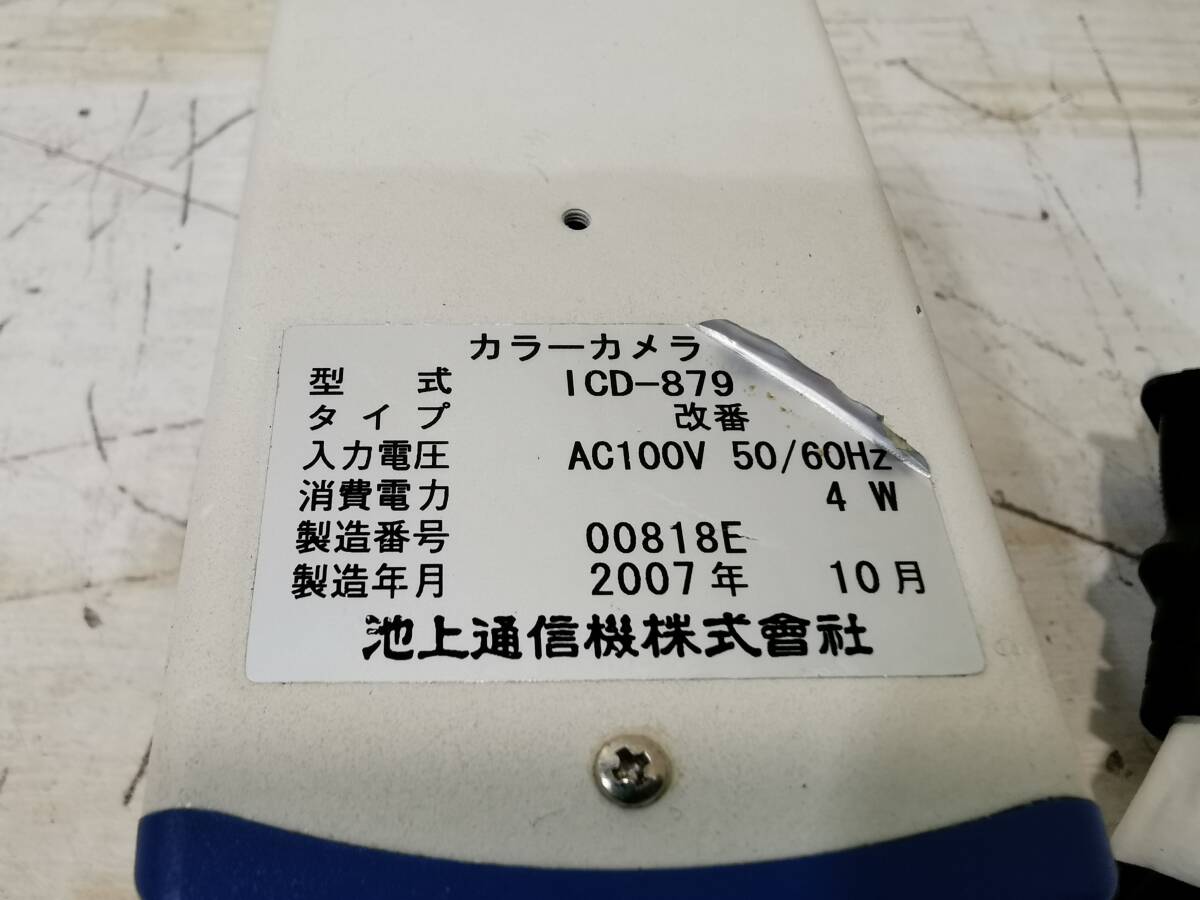 カラーカメラ
型 式 ICD-879
タイプ 改番
入力電圧 AC100V 50/60Hz
消費電力 4 W
製造番号 00818E
製造年月 2007年 10月
池上通信機株式會社